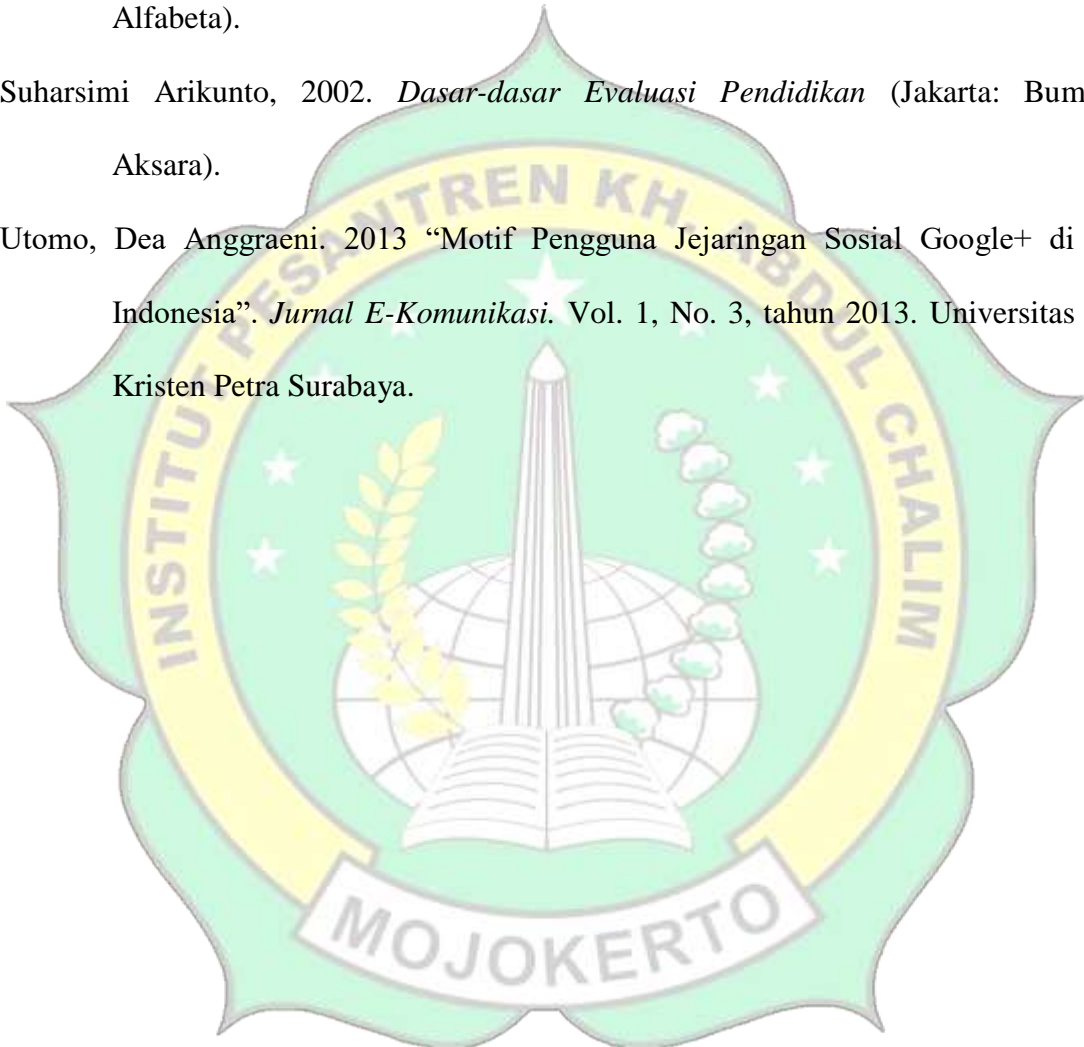 Alfabeta).
Suharsimi Arikunto, 2002. Dasar-dasar Evaluasi Pendidikan (Jakarta: Bum
Aksara).
Utomo, Dea Anggraeni. 2013 “Motif Pengguna Jejaringan Sosial Google+ di
Indonesia”. Jurnal E-Komunikasi. Vol. 1, No. 3, tahun 2013. Universitas
Kristen Petra Surabaya.
INSTITUT PESANTREN KH. ABDUL CHALIM
MOJOKERTO